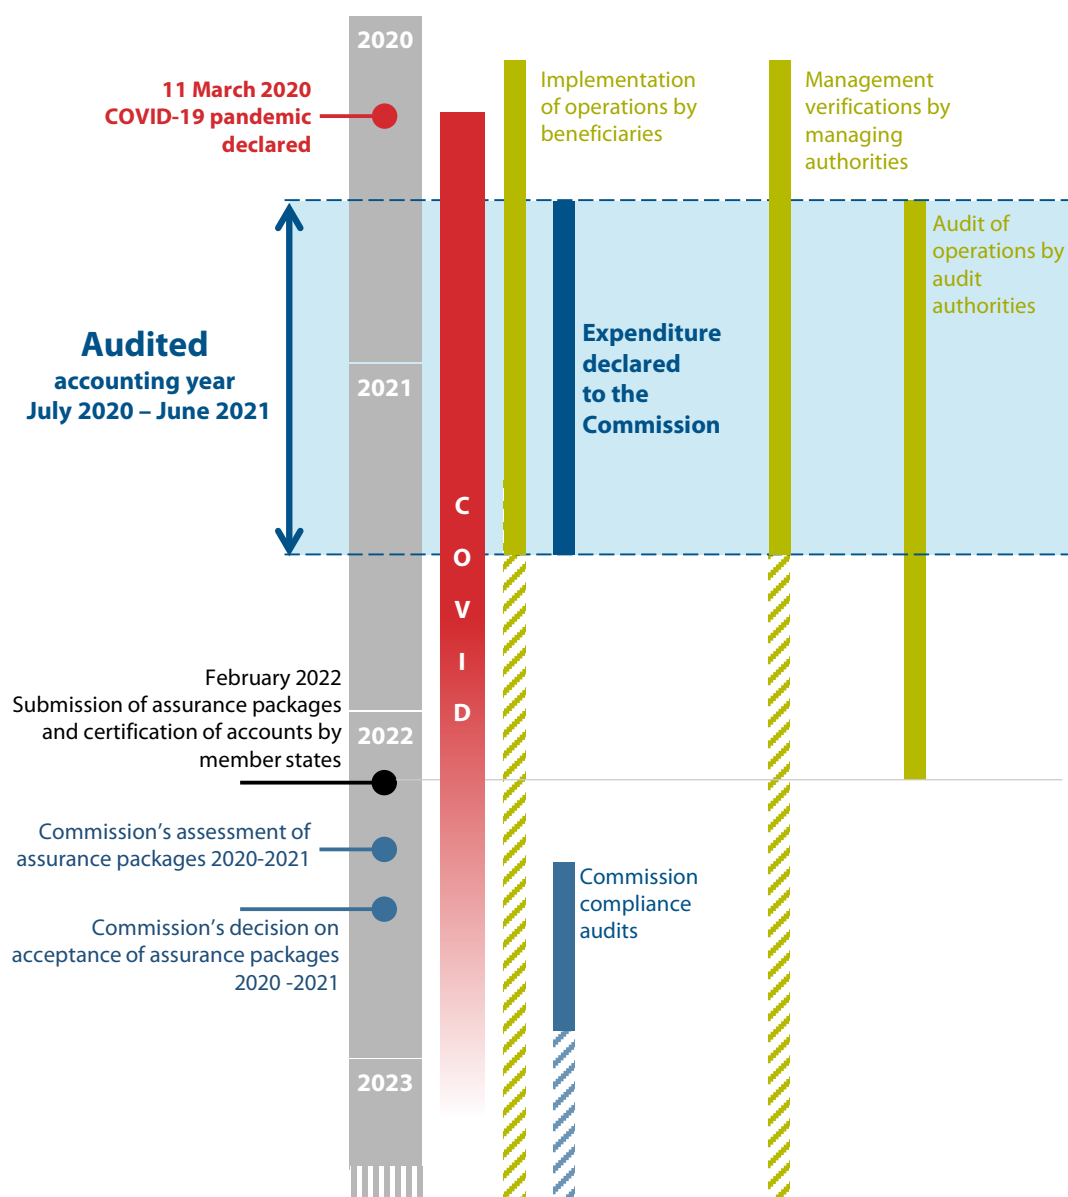 2020
11 March 2020
COVID-19 pandemic
declared
Implementation
of operations by
beneficiaries
Management
verifications by
managing
authorities
Audit of
operations by
audit
authorities
Audited
accounting year
July 2020 – June 2021
Expenditure
declared
to the
Commission
2021
C
O
V
I
D
February 2022
Submission of assurance packages
and certification of accounts by
member states
2022
Commission’s assessment of
assurance packages 2020-2021
Commission’s decision on
acceptance of assurance packages
2020 -2021
Commission
compliance
audits
2023